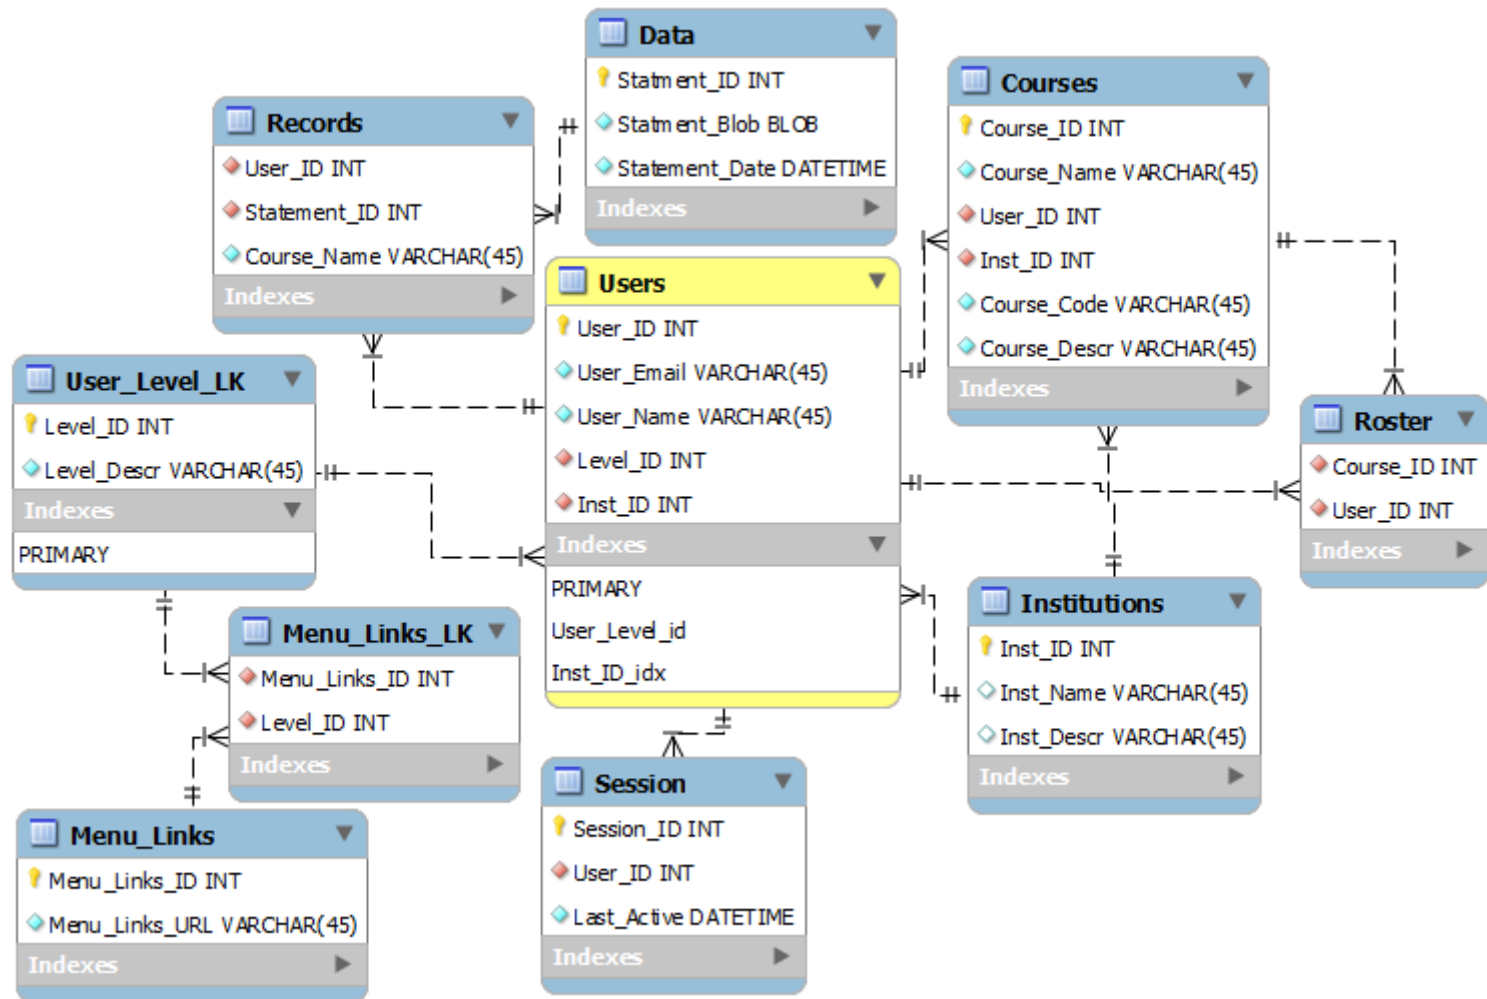 Data
Statment_ID INT
Statment_Blob BLOB
Statement_Date DATETIME
Indexes
Courses
Course_ID INT
Course_Name VARCHAR(45)
User_ID INT
Inst_ID INT
Course_Code VARCHAR(45)
Course_Descr VARCHAR(45)
Indexes
Records
User_ID INT
Statement_ID INT
Course_Name VARCHAR(45)
Indexes
Users
User_ID INT
User_Email VARCHAR(45)
User_Name VARCHAR(45)
Level_ID INT
Inst_ID INT
Indexes
PRIMARY
User_Level_id
Inst_ID_idx
User_Level_LK
Level_ID INT
Level_Descr VARCHAR(45)
Indexes
PRIMARY
Roster
Course_ID INT
User_ID INT
Indexes
Institutions
Inst_ID INT
Inst_Name VARCHAR(45)
Inst_Descr VARCHAR(45)
Indexes
Menu_Links_LK
Menu_Links_ID INT
Level_ID INT
Indexes
Session
Session_ID INT
User_ID INT
Last_Active DATETIME
Indexes
Menu_Links
Menu_Links_ID INT
Menu_Links_URL VARCHAR(45)
Indexes